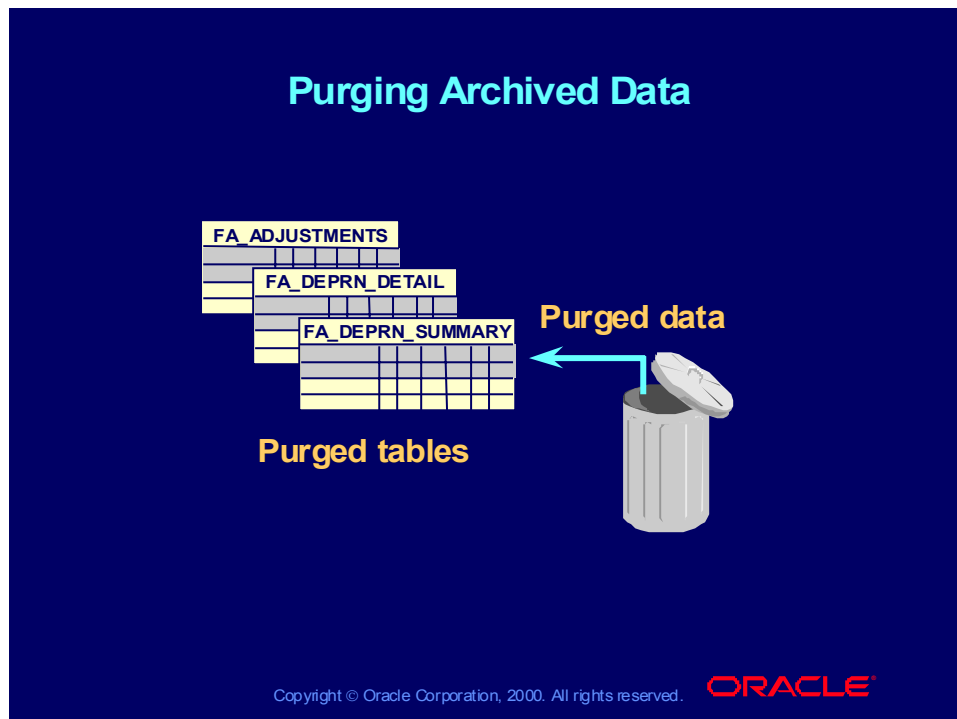 Purging Archived Data
FA_ADJUSTMENTS
FA_DEPRN_DETAIL
FA_DEPRN_SUMMARY
Purged data
Purged tables
Copyright © Oracle Corporation, 2000. All rights reserved.
ORACLE®